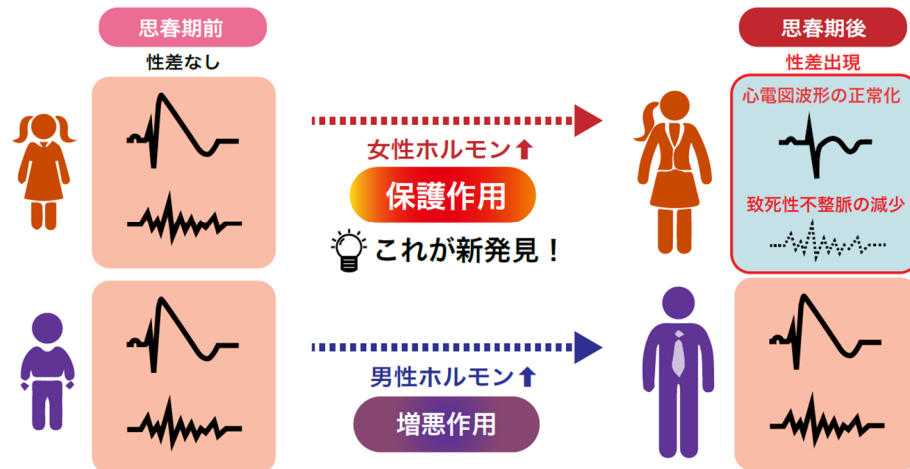 思春期前
性差なし
思春期後
性差出現
心電図波形の正常化
女性ホルモン⬆
保護作用
致死性不整脈の減少
これが新発見！
男性ホルモン⬆
増悪作用